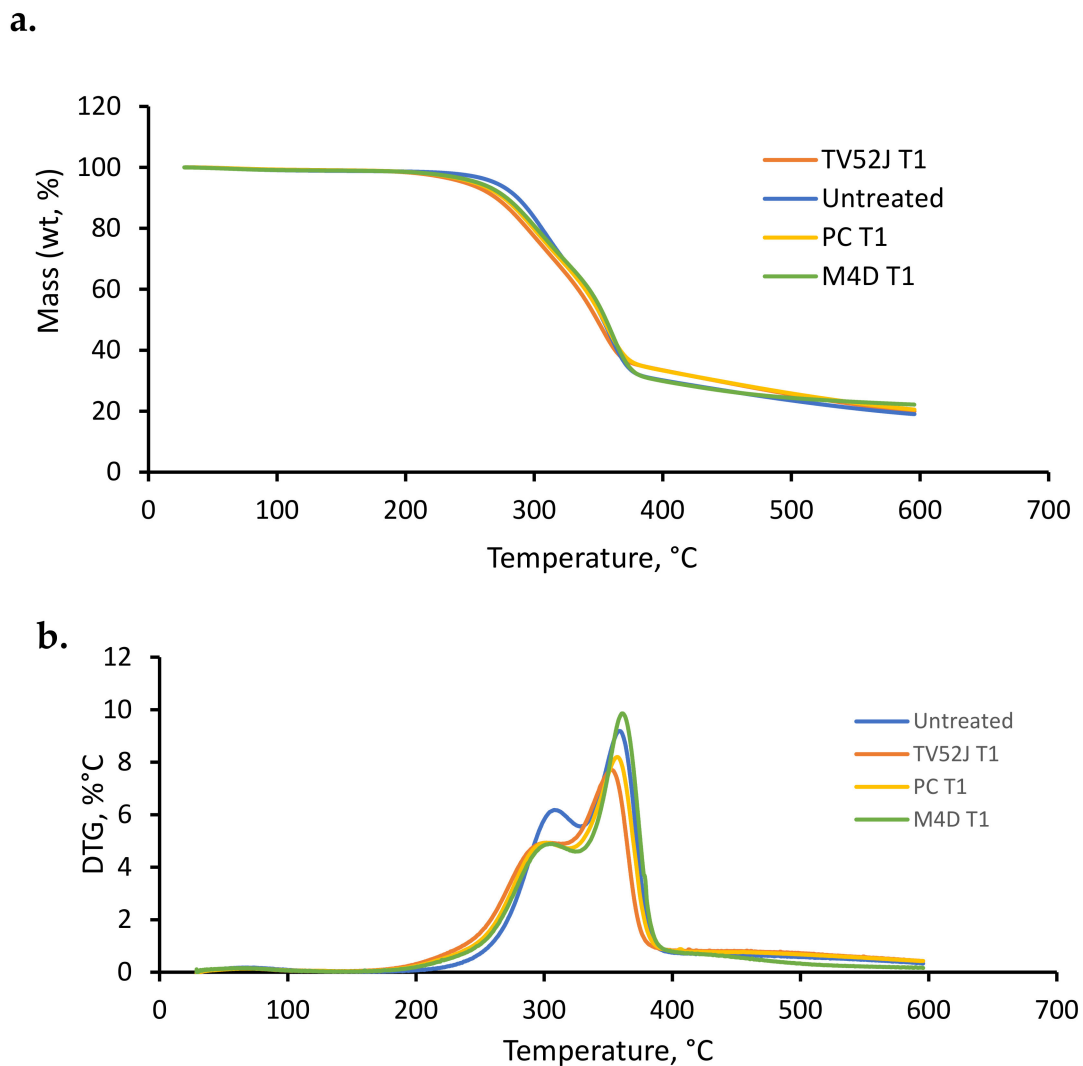 a.
120
100
80
60
40
20
0
Mass (wt, %)
TV52J T1
Untreated
PC T1
M4D T1
0 100 200 300 400 500 600 700
Temperature, °C
b.
12
10
8
6
4
2
0
DTG, %°C
Untreated
TV52J T1
PC T1
M4D T1
0 100 200 300 400 500 600 700
Temperature, °C